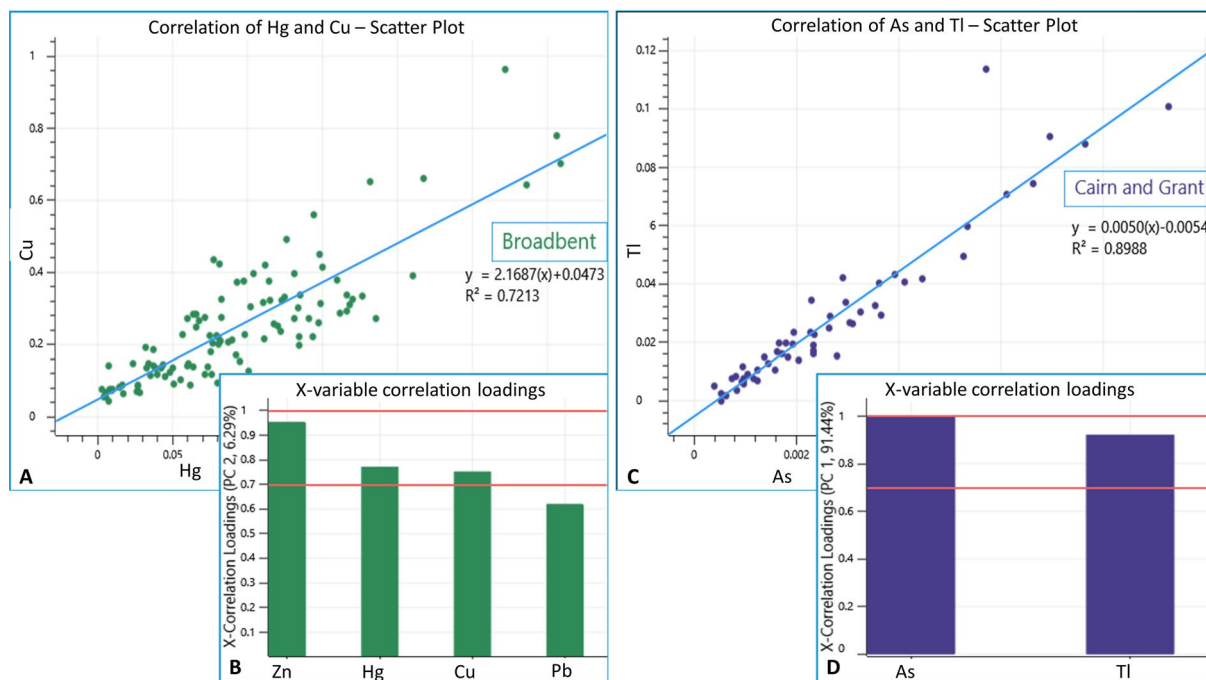 Correlation of Hg and Cu – Scatter Plot
1
0.8
0.6
0.4
0.2
0
Cu
Broadbent
y = 2.1687(x)+0.0473
R² = 0.7213
0
0.05
Hg
A
X-variable correlation loadings
X-Correlation Loadings (PC 2, 6.29%)
1
0.9
0.8
0.7
0.6
0.5
0.4
0.3
0.2
0.1
B
Zn
Hg
Cu
Pb
Correlation of As and Tl – Scatter Plot
0.12
0.1
0.08
6
0.04
0.02
0
Tl
Cairn and Grant
y = 0.0050(x)-0.0054
R² = 0.8988
0
0.002
As
C
X-variable correlation loadings
X-Correlation Loadings (PC 1, 91.44%)
1
0.8
0.6
0.4
0.2
0
D
As
Tl